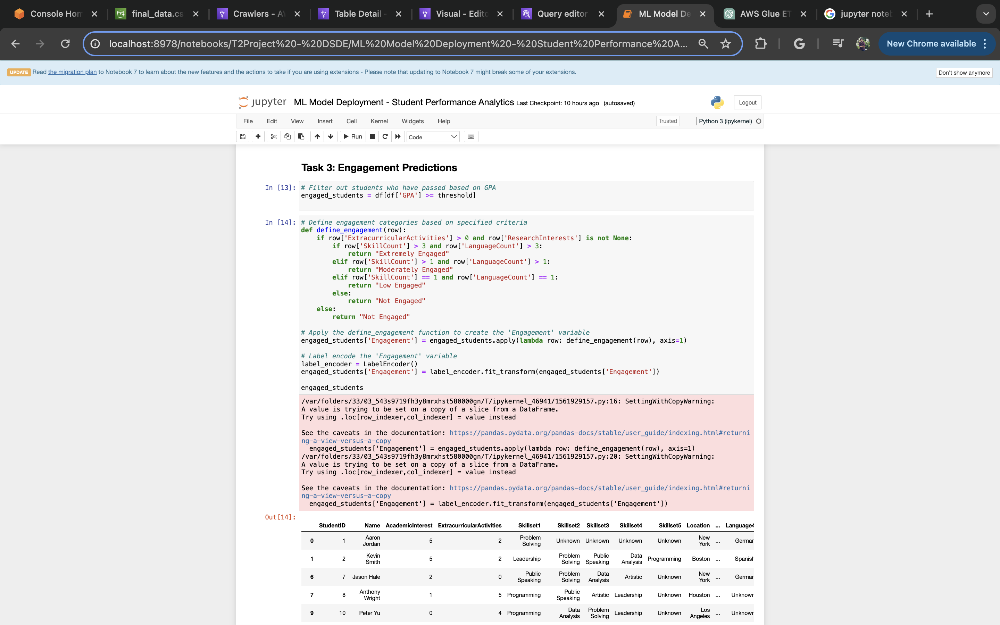 Console Hom
final_data.cs
Crawlers - AV
Table Detail -
Visual - Edito
Query editor
ML Model De
AWS Glue ET
jupyter note
localhost:8978/notebooks/T2Project%20-%20DSDE/ML%20Model%20Deployment%20-%20Student%20Performance%20A...
New Chrome available
UPDATE Read the migration plan to Notebook 7 to learn about the new features and the actions to take if you are using extensions - Please note that updating to Notebook 7 might break some of your extensions.
Don't show anymore
jupyter ML Model Deployment - Student Performance Analytics Last Checkpoint: 10 hours ago (autosaved)
Logout
File Edit View Insert Cell Kernel Widgets Help
Trusted
Python 3 (ipykernel)
Run
Code
Task 3: Engagement Predictions
In [13]: # Filter out students who have passed based on GPA
engaged_students = df[df['GPA'] >= threshold]
In [14]: # Define engagement categories based on specified criteria
def define_engagement(row):
    if row['ExtracurricularActivities'] > 0 and row['ResearchInterests'] is not None:
        if row['SkillCount'] > 3 and row['LanguageCount'] > 3:
            return "Extremely Engaged"
        elif row['SkillCount'] > 1 and row['LanguageCount'] > 1:
            return "Moderately Engaged"
        elif row['SkillCount'] == 1 and row['LanguageCount'] == 1:
            return "Low Engaged"
        else:
            return "Not Engaged"
    else:
        return "Not Engaged"
# Apply the define_engagement function to create the 'Engagement' variable
engaged_students['Engagement'] = engaged_students.apply(lambda row: define_engagement(row), axis=1)
# Label encode the 'Engagement' variable
label_encoder = LabelEncoder()
engaged_students['Engagement'] = label_encoder.fit_transform(engaged_students['Engagement'])
engaged_students
/var/folders/33/03_543s9719fh3y8mrxhst580000gn/T/ipykernel_46941/1561929157.py:16: SettingWithCopyWarning:
A value is trying to be set on a copy of a slice from a DataFrame.
Try using .loc[row_indexer,col_indexer] = value instead
See the caveats in the documentation: https://pandas.pydata.org/pandas-docs/stable/user_guide/indexing.html#returni
ng-a-view-versus-a-copy
  engaged_students['Engagement'] = engaged_students.apply(lambda row: define_engagement(row), axis=1)
/var/folders/33/03_543s9719fh3y8mrxhst580000gn/T/ipykernel_46941/1561929157.py:20: SettingWithCopyWarning:
A value is trying to be set on a copy of a slice from a DataFrame.
Try using .loc[row_indexer,col_indexer] = value instead
See the caveats in the documentation: https://pandas.pydata.org/pandas-docs/stable/user_guide/indexing.html#returni
ng-a-view-versus-a-copy
  engaged_students['Engagement'] = label_encoder.fit_transform(engaged_students['Engagement'])
Out[14]:
StudentID Name AcademicInterest ExtracurricularActivities Skillset1 Skillset2 Skillset3 Skillset4 Skillset5 Location ... Language4
0 1 Aaron Jordan 5 2 Problem Solving Unknown Unknown Unknown Unknown New York ... German
1 2 Kevin Smith 5 2 Leadership Problem Solving Public Speaking Data Analysis Programming Boston ... Spanish
6 7 Jason Hale 2 0 Public Speaking Problem Solving Data Analysis Artistic Unknown New York ... German
7 8 Anthony Wright 1 5 Programming Public Speaking Artistic Leadership Unknown Houston ... Unknown
9 10 Peter Yu 0 4 Programming Data Analysis Problem Solving Leadership Unknown Los Angeles ... Unknown